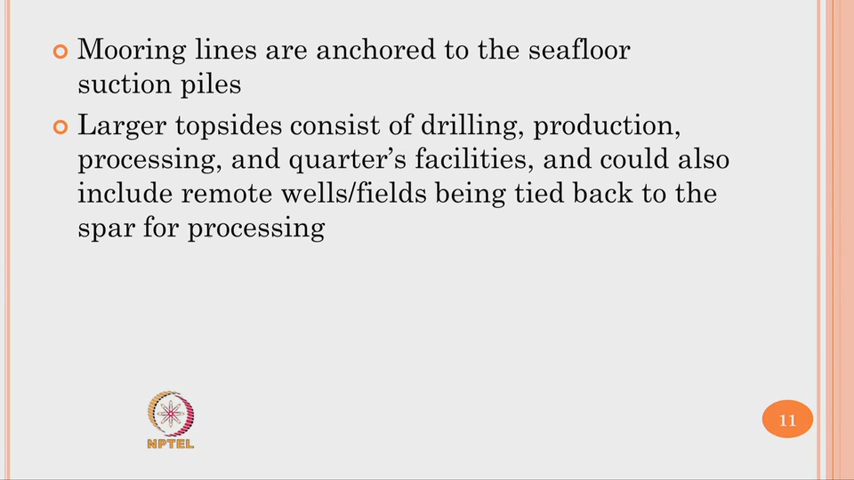 Mooring lines are anchored to the seafloor
suction piles
Larger topsides consist of drilling, production,
processing, and quarter's facilities, and could also
include remote wells/fields being tied back to the
spar for processing
NPTEL
11